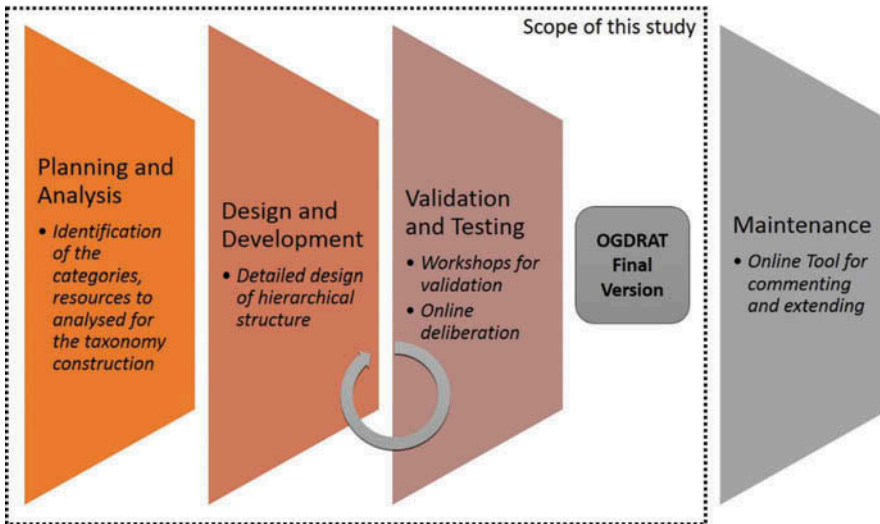 Scope of this study
Planning and
Analysis
• Identification
of the
categories,
resources to
analysed for
the taxonomy
construction
Design and
Development
• Detailed design
of hierarchical
structure
Validation
and Testing
• Workshops for
validation
• Online
deliberation
OGDRAT
Final
Version
Maintenance
• Online Tool for
commenting
and extending